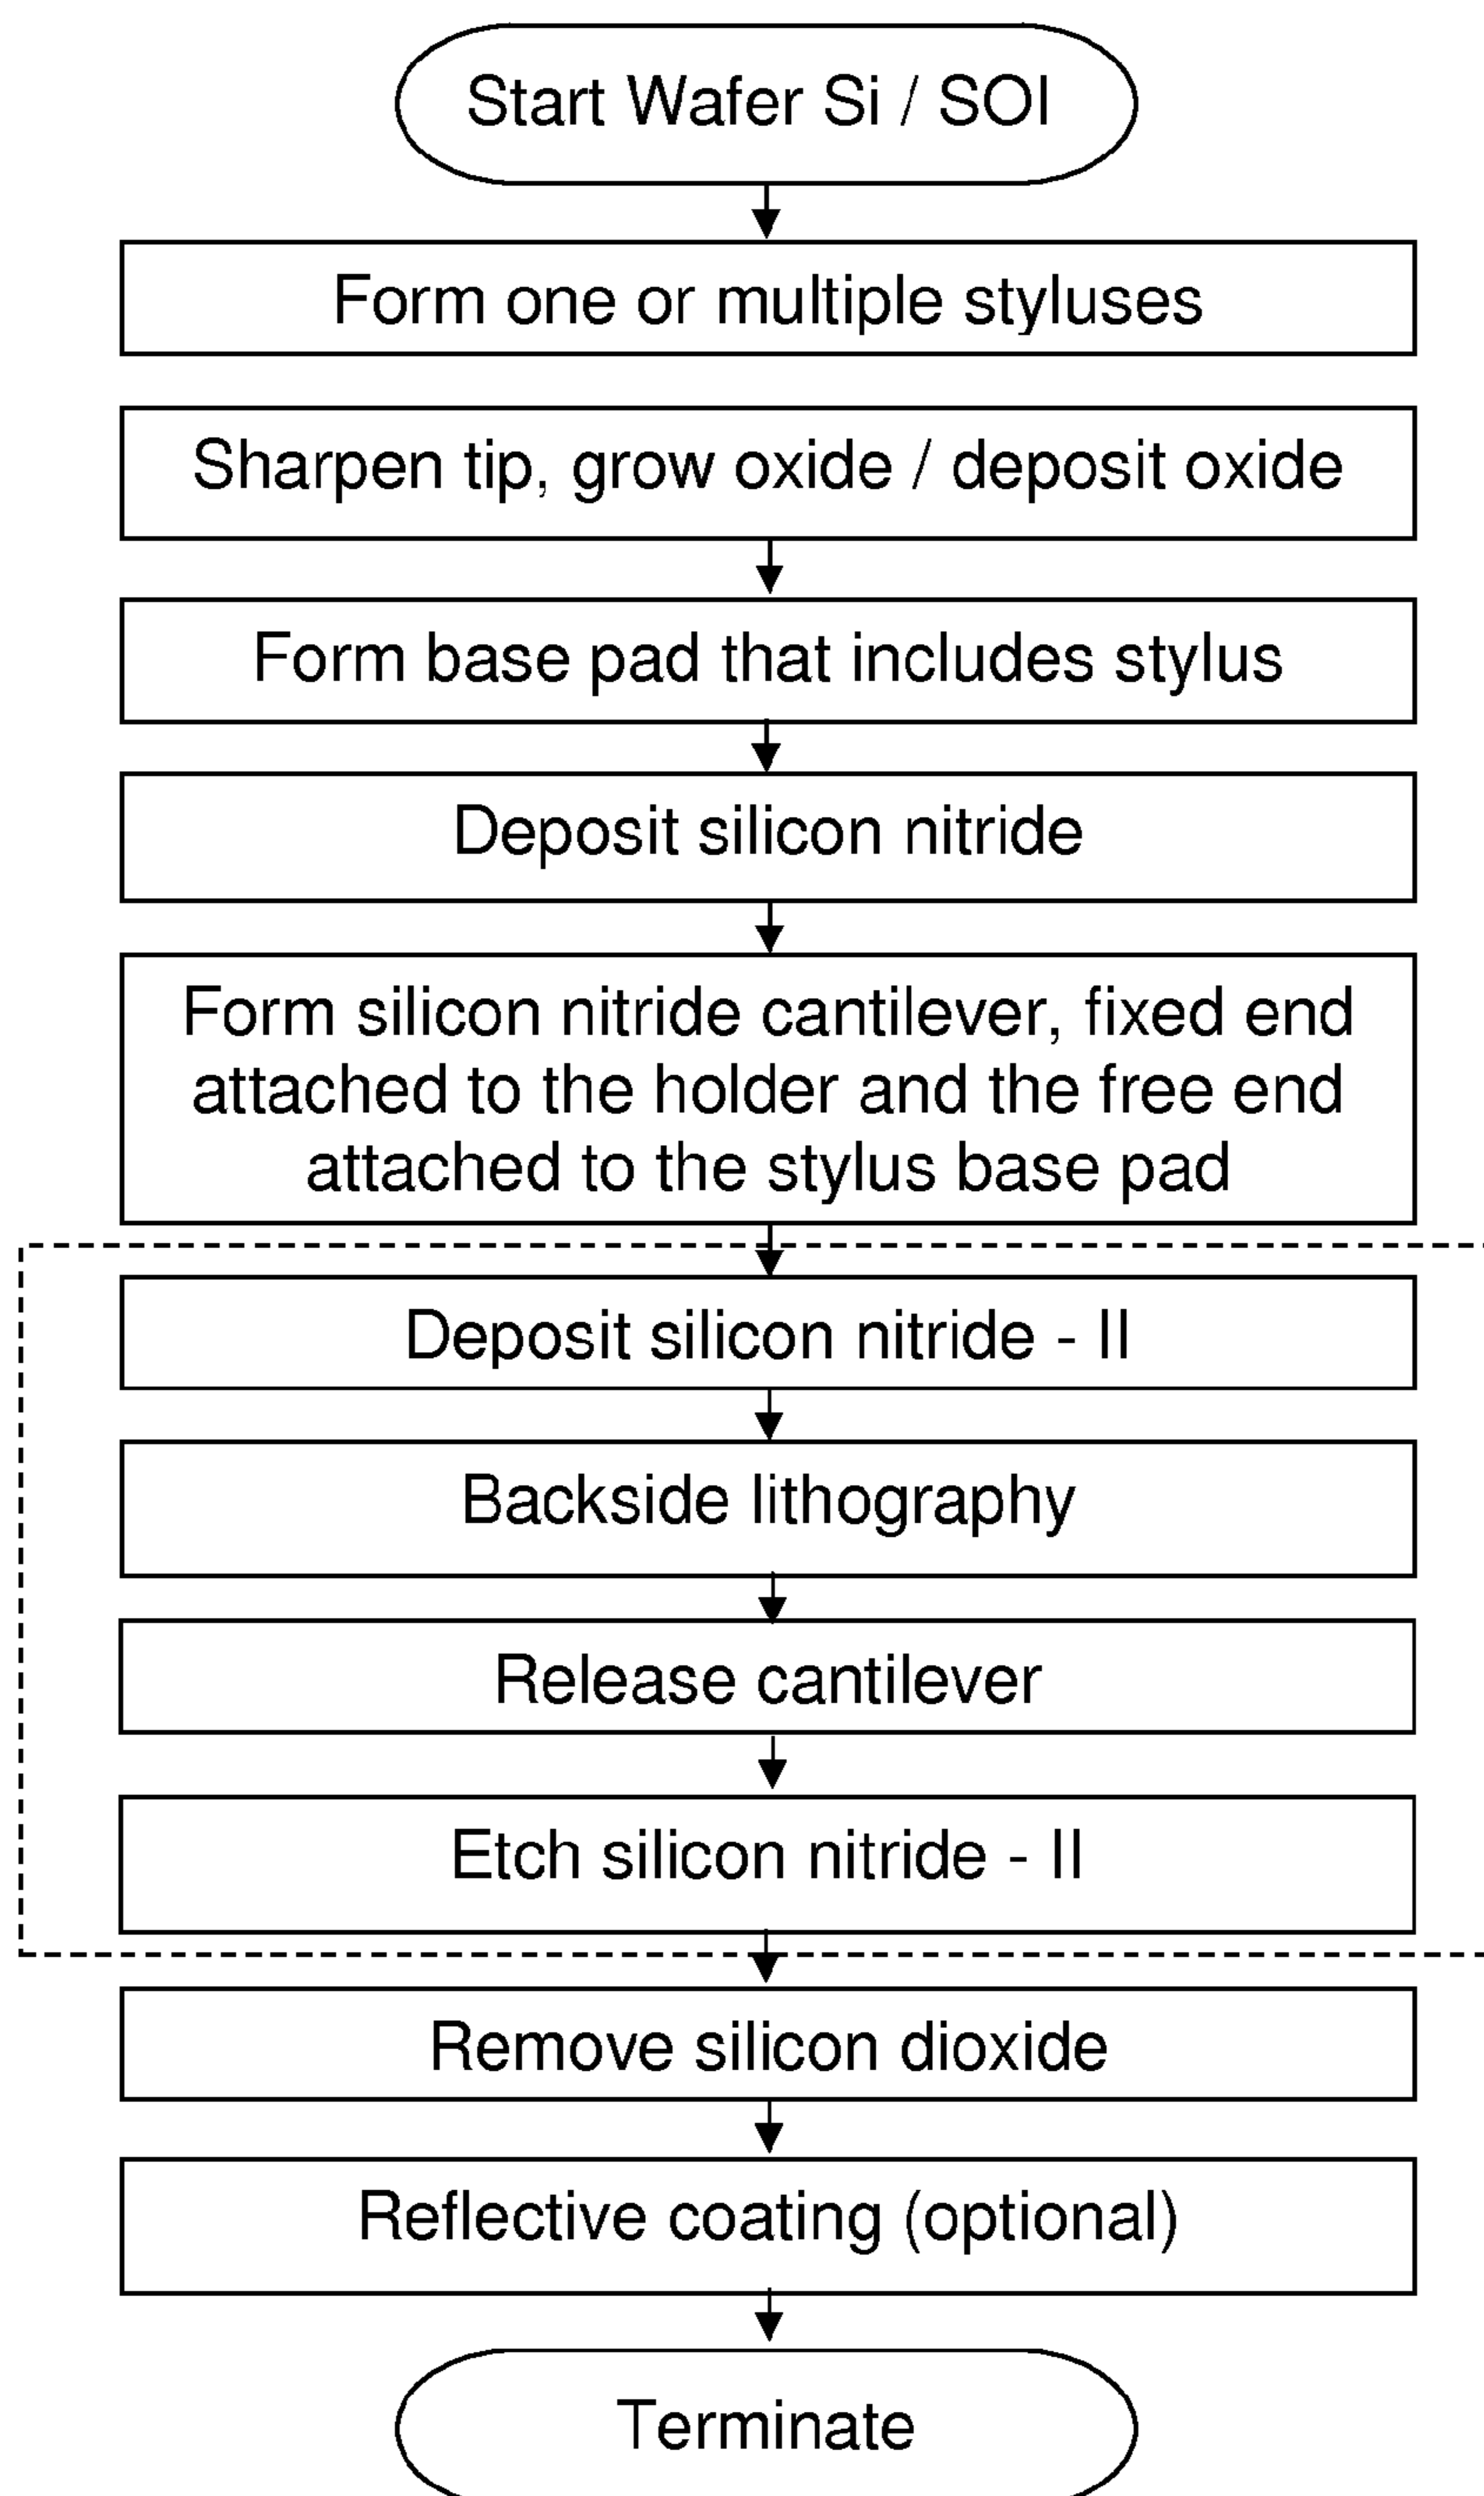 Start Wafer Si / SOI
Form one or multiple styluses
Sharpen tip, grow oxide / deposit oxide
Form base pad that includes stylus
Deposit silicon nitride
Form silicon nitride cantilever, fixed end
attached to the holder and the free end
attached to the stylus base pad
Deposit silicon nitride - II
Backside lithography
Release cantilever
Etch silicon nitride - II
Remove silicon dioxide
Reflective coating (optional)
Terminate